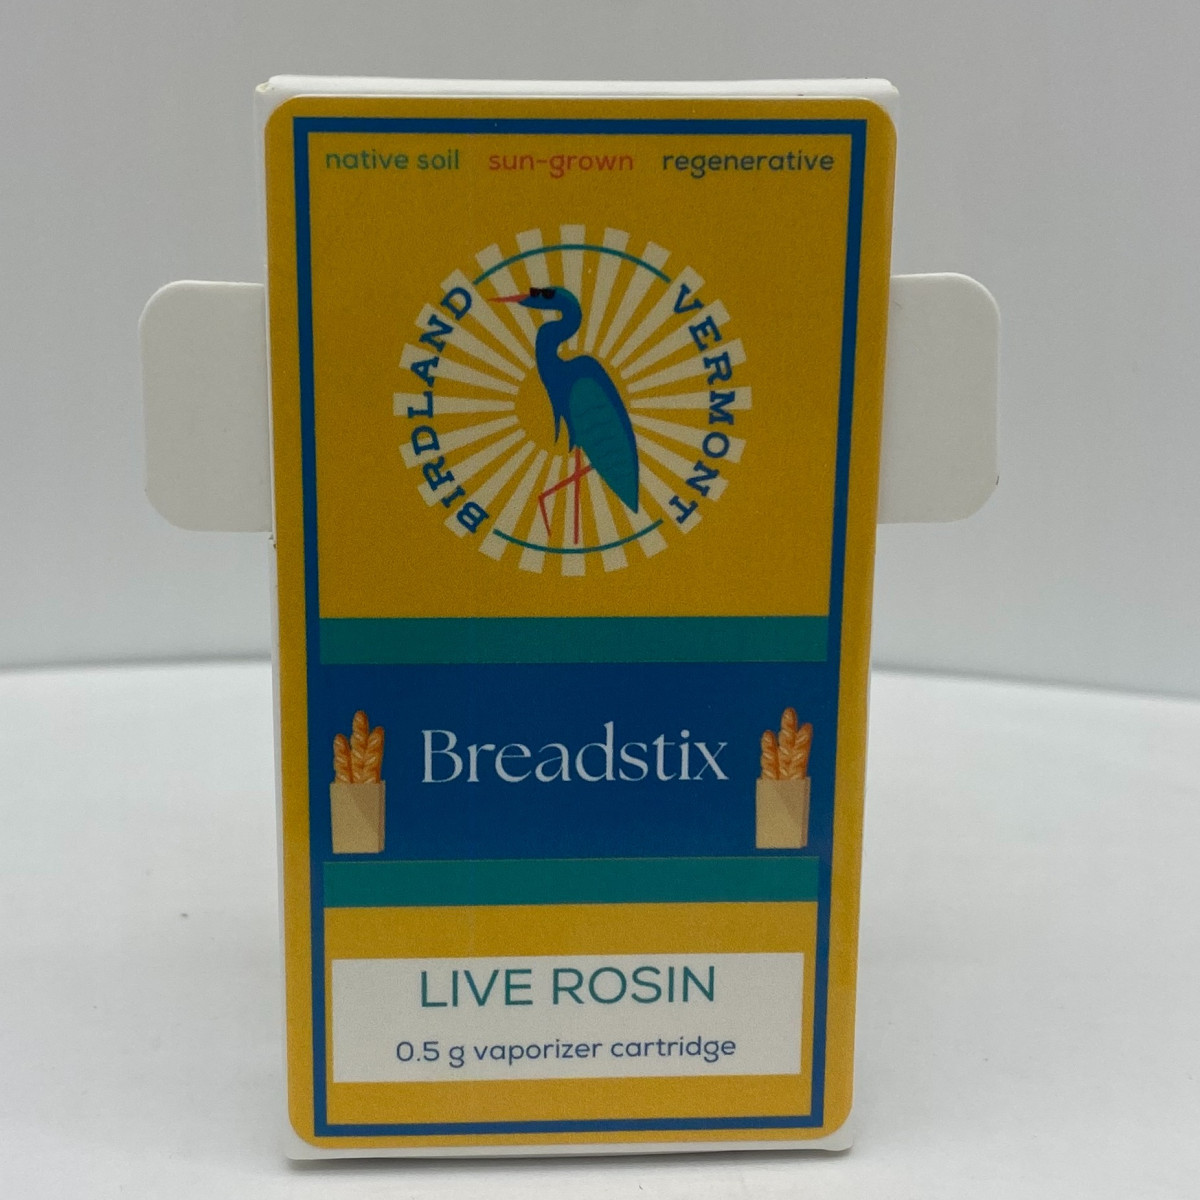 native soil sun-grown regenerative
BIRDLAND
VERMONT
Breadstix
LIVE ROSIN
0.5 g vaporizer cartridge